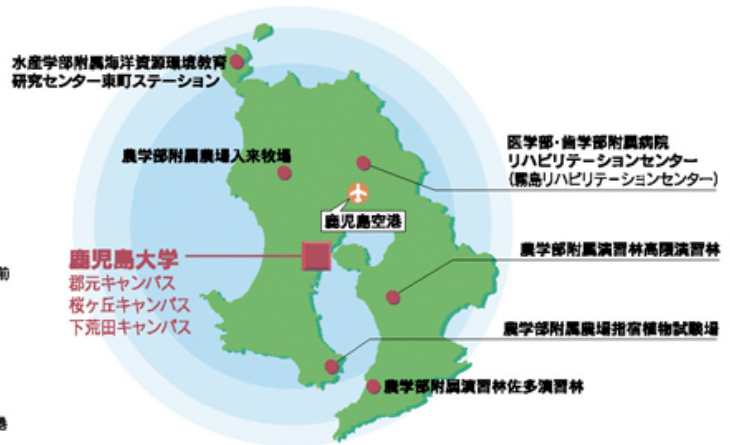 水産学部附属海洋資源環境教育
研究センター東町ステーション
農学部附属農場入来牧場
医学部・歯学部附属病院
リハビリテーションセンター
(霧島リハビリテーションセンター)
鹿児島空港
農学部附属演習林高隈演習林
鹿児島大学
郡元キャンパス
桜ヶ丘キャンパス
下荒田キャンパス
前
農学部附属農場指宿植物試験場
農学部附属演習林佐多演習林
港